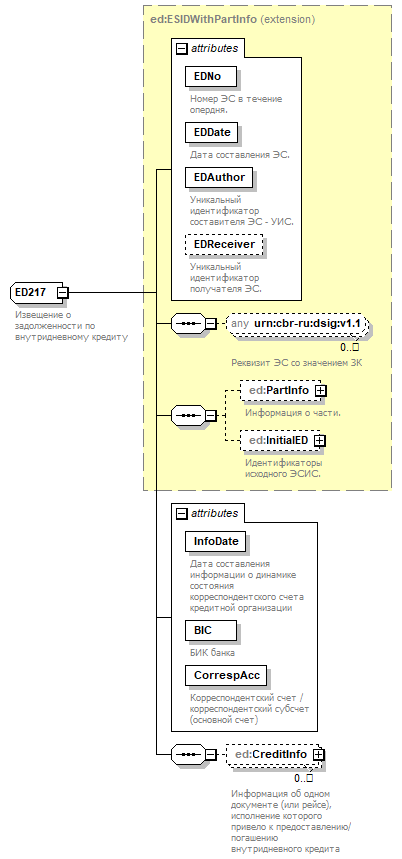 ed:ESIDWithPartInfo (extension)
attributes
EDNo
Номер ЭС в течение
опердня.
EDDate
Дата составления ЭС.
EDAuthor
Уникальный
идентификатор
составителя ЭС - УИС.
EDReceiver
Уникальный
идентификатор
получателя ЭС.
ED217
Извещение о
задолженности по
внутридневному кредиту
any urn:cbr-ru:dsig:v1.1
0..□
Реквизит ЭС со значением ЗК
ed:PartInfo
Информация о части.
ed:InitialED
Идентификаторы
исходного ЭСИС.
attributes
InfoDate
Дата составления
информации о динамике
состояния
корреспондентского счета
кредитной организации
BIC
БИК банка
CorrespAcc
Корреспондентский счет /
корреспондентский субсчет
(основной счет)
ed:CreditInfo
0..□
Информация об одном
документе (или рейсе),
исполнение которого
привело к предоставлению/
погашению
внутридневного кредита